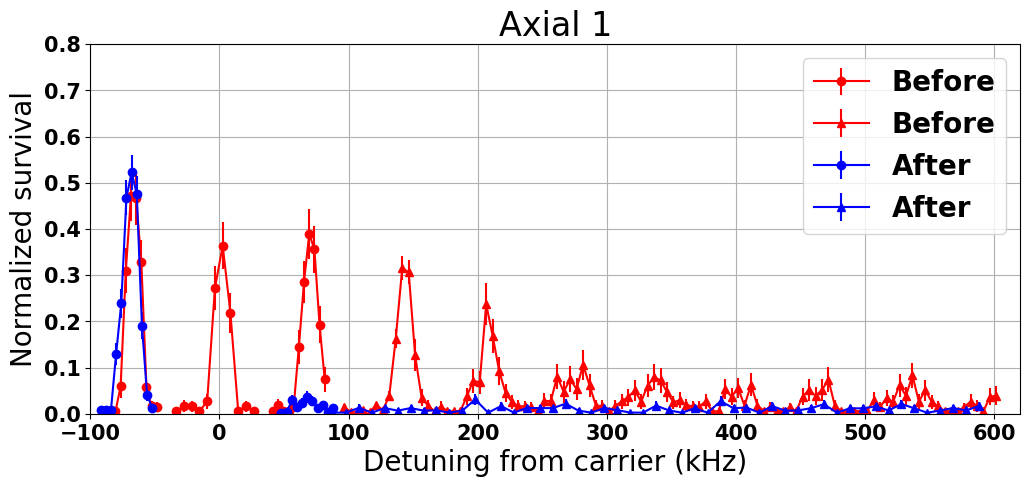 Axial 1
Normalized survival
0.8
0.7
0.6
0.5
0.4
0.3
0.2
0.1
0.0
Before
Before
After
After
−100 0 100 200 300 400 500 600
Detuning from carrier (kHz)